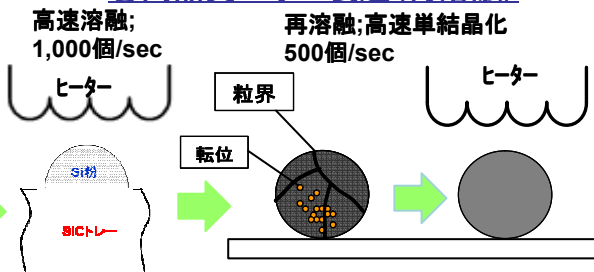 高速溶融;
1,000個/sec
再溶融;高速単結晶化
500個/sec
ヒーター
ヒーター
粒界
転位
Si粉
SiCトレー